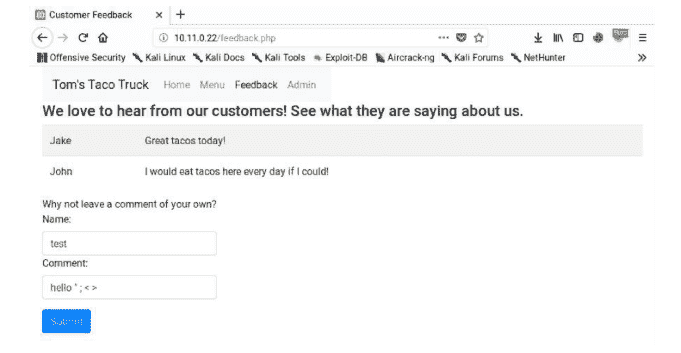 Customer Feedback
10.11.0.22/feedback.php
Offensive Security Kali Linux Kali Docs Kali Tools Exploit-DB Aircrack-ng Kali Forums NetHunter
Tom's Taco Truck Home Menu Feedback Admin
We love to hear from our customers! See what they are saying about us.
Jake Great tacos today!
John I would eat tacos here every day if I could!
Why not leave a comment of your own?
Name:
test
Comment:
hello ' ; < >
Submit